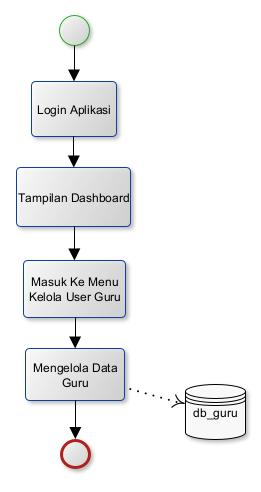 Login Aplikasi
Tampilan Dashboard
Masuk Ke Menu
Kelola User Guru
Mengelola Data
Guru
db_guru